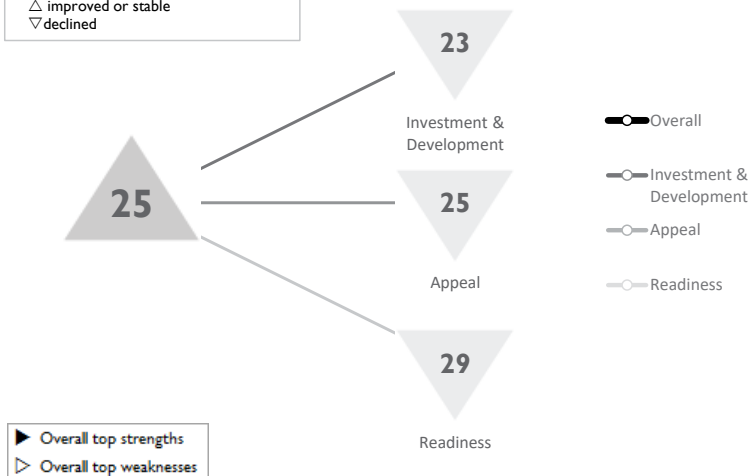 △ improved or stable
▽ declined
25
23
Investment &
Development
25
Appeal
29
Readiness
Overall
Investment &
Development
Appeal
Readiness
▶ Overall top strengths
▷ Overall top weaknesses